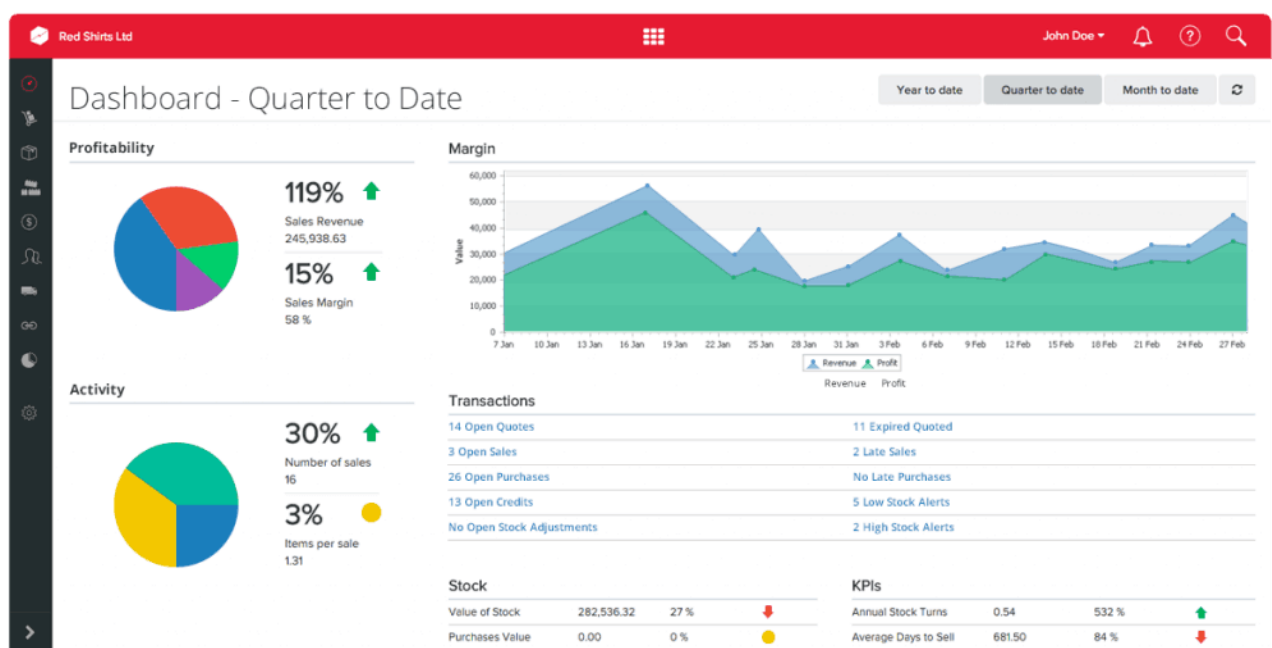 Red Shirts Ltd
John Doe
?
Dashboard - Quarter to Date
Year to date
Quarter to date
Month to date
Profitability
119%
Sales Revenue
245,938.63
15%
Sales Margin
58 %
Margin
60,000
50,000
40,000
30,000
20,000
10,000
0
Value
7 Jan 10 Jan 13 Jan 16 Jan 19 Jan 22 Jan 25 Jan 28 Jan 31 Jan 3 Feb 6 Feb 9 Feb 12 Feb 15 Feb 18 Feb 21 Feb 24 Feb 27 Feb
Revenue Profit
Revenue Profit
Activity
30%
Number of sales
16
3%
Items per sale
1.31
Transactions
14 Open Quotes 11 Expired Quoted
3 Open Sales 2 Late Sales
26 Open Purchases No Late Purchases
13 Open Credits 5 Low Stock Alerts
No Open Stock Adjustments 2 High Stock Alerts
Stock
Value of Stock 282,536.32 27 %
Purchases Value 0.00 0 %
KPIs
Annual Stock Turns 0.54 532 %
Average Days to Sell 681.50 84 %